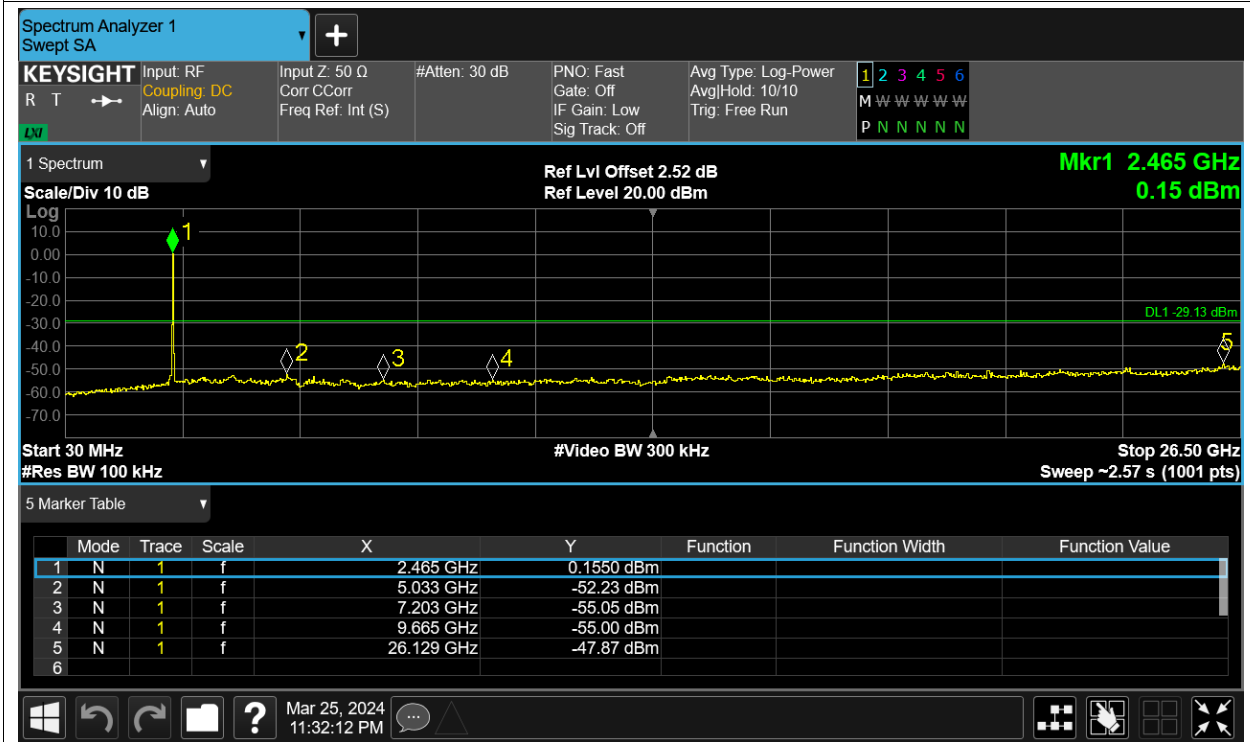 Spectrum Analyzer 1
Swept SA
KEYSIGHT
R T
LXI
Input: RF
Coupling: DC
Align: Auto
Input Z: 50 Ω
Corr CCorr
Freq Ref: Int (S)
#Atten: 30 dB
PNO: Fast
Gate: Off
IF Gain: Low
Sig Track: Off
Avg Type: Log-Power
Avg|Hold: 10/10
Trig: Free Run
1 2 3 4 5 6
M W W W W W
P N N N N N
1 Spectrum
Scale/Div 10 dB
Ref Lvl Offset 2.52 dB
Ref Level 20.00 dBm
Mkr1 2.465 GHz
0.15 dBm
Log
10.0
0.00
-10.0
-20.0
-30.0
-40.0
-50.0
-60.0
-70.0
1
2
3
4
5
DL1 -29.13 dBm
Start 30 MHz
#Res BW 100 kHz
#Video BW 300 kHz
Stop 26.50 GHz
Sweep ~2.57 s (1001 pts)
5 Marker Table
Mode Trace Scale X Y Function Function Width Function Value
1 N 1 f 2.465 GHz 0.1550 dBm
2 N 1 f 5.033 GHz -52.23 dBm
3 N 1 f 7.203 GHz -55.05 dBm
4 N 1 f 9.665 GHz -55.00 dBm
5 N 1 f 26.129 GHz -47.87 dBm
6
?
Mar 25, 2024
11:32:12 PM